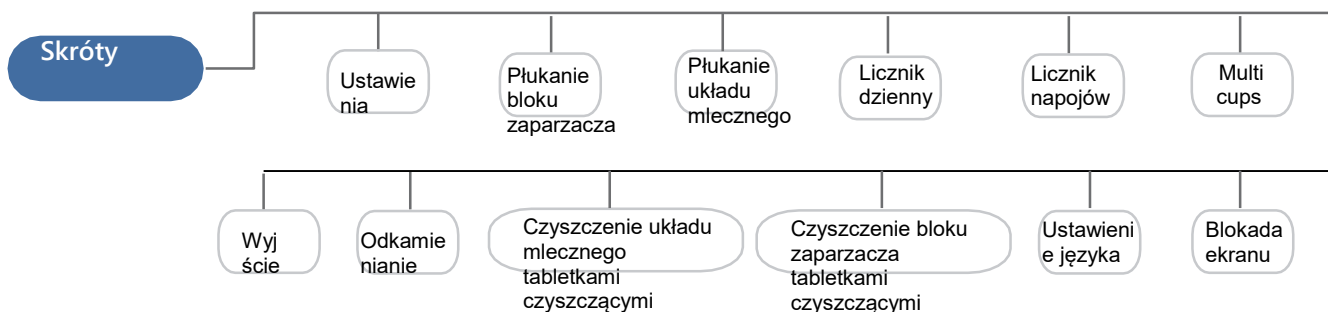 Skróty
Ustawie
nia
Płukanie
bloku
zaparzacza
Płukanie
układu
mlecznego
Licznik
dzienny
Licznik
napojów
Multi
cups
Wyj
ście
Odkamie
nianie
Czyszczenie układu
mlecznego
tabletkami
czyszczącymi
Czyszczenie bloku
zaparzacza
tabletkami
czyszczącymi
Ustawieni
e języka
Blokada
ekranu